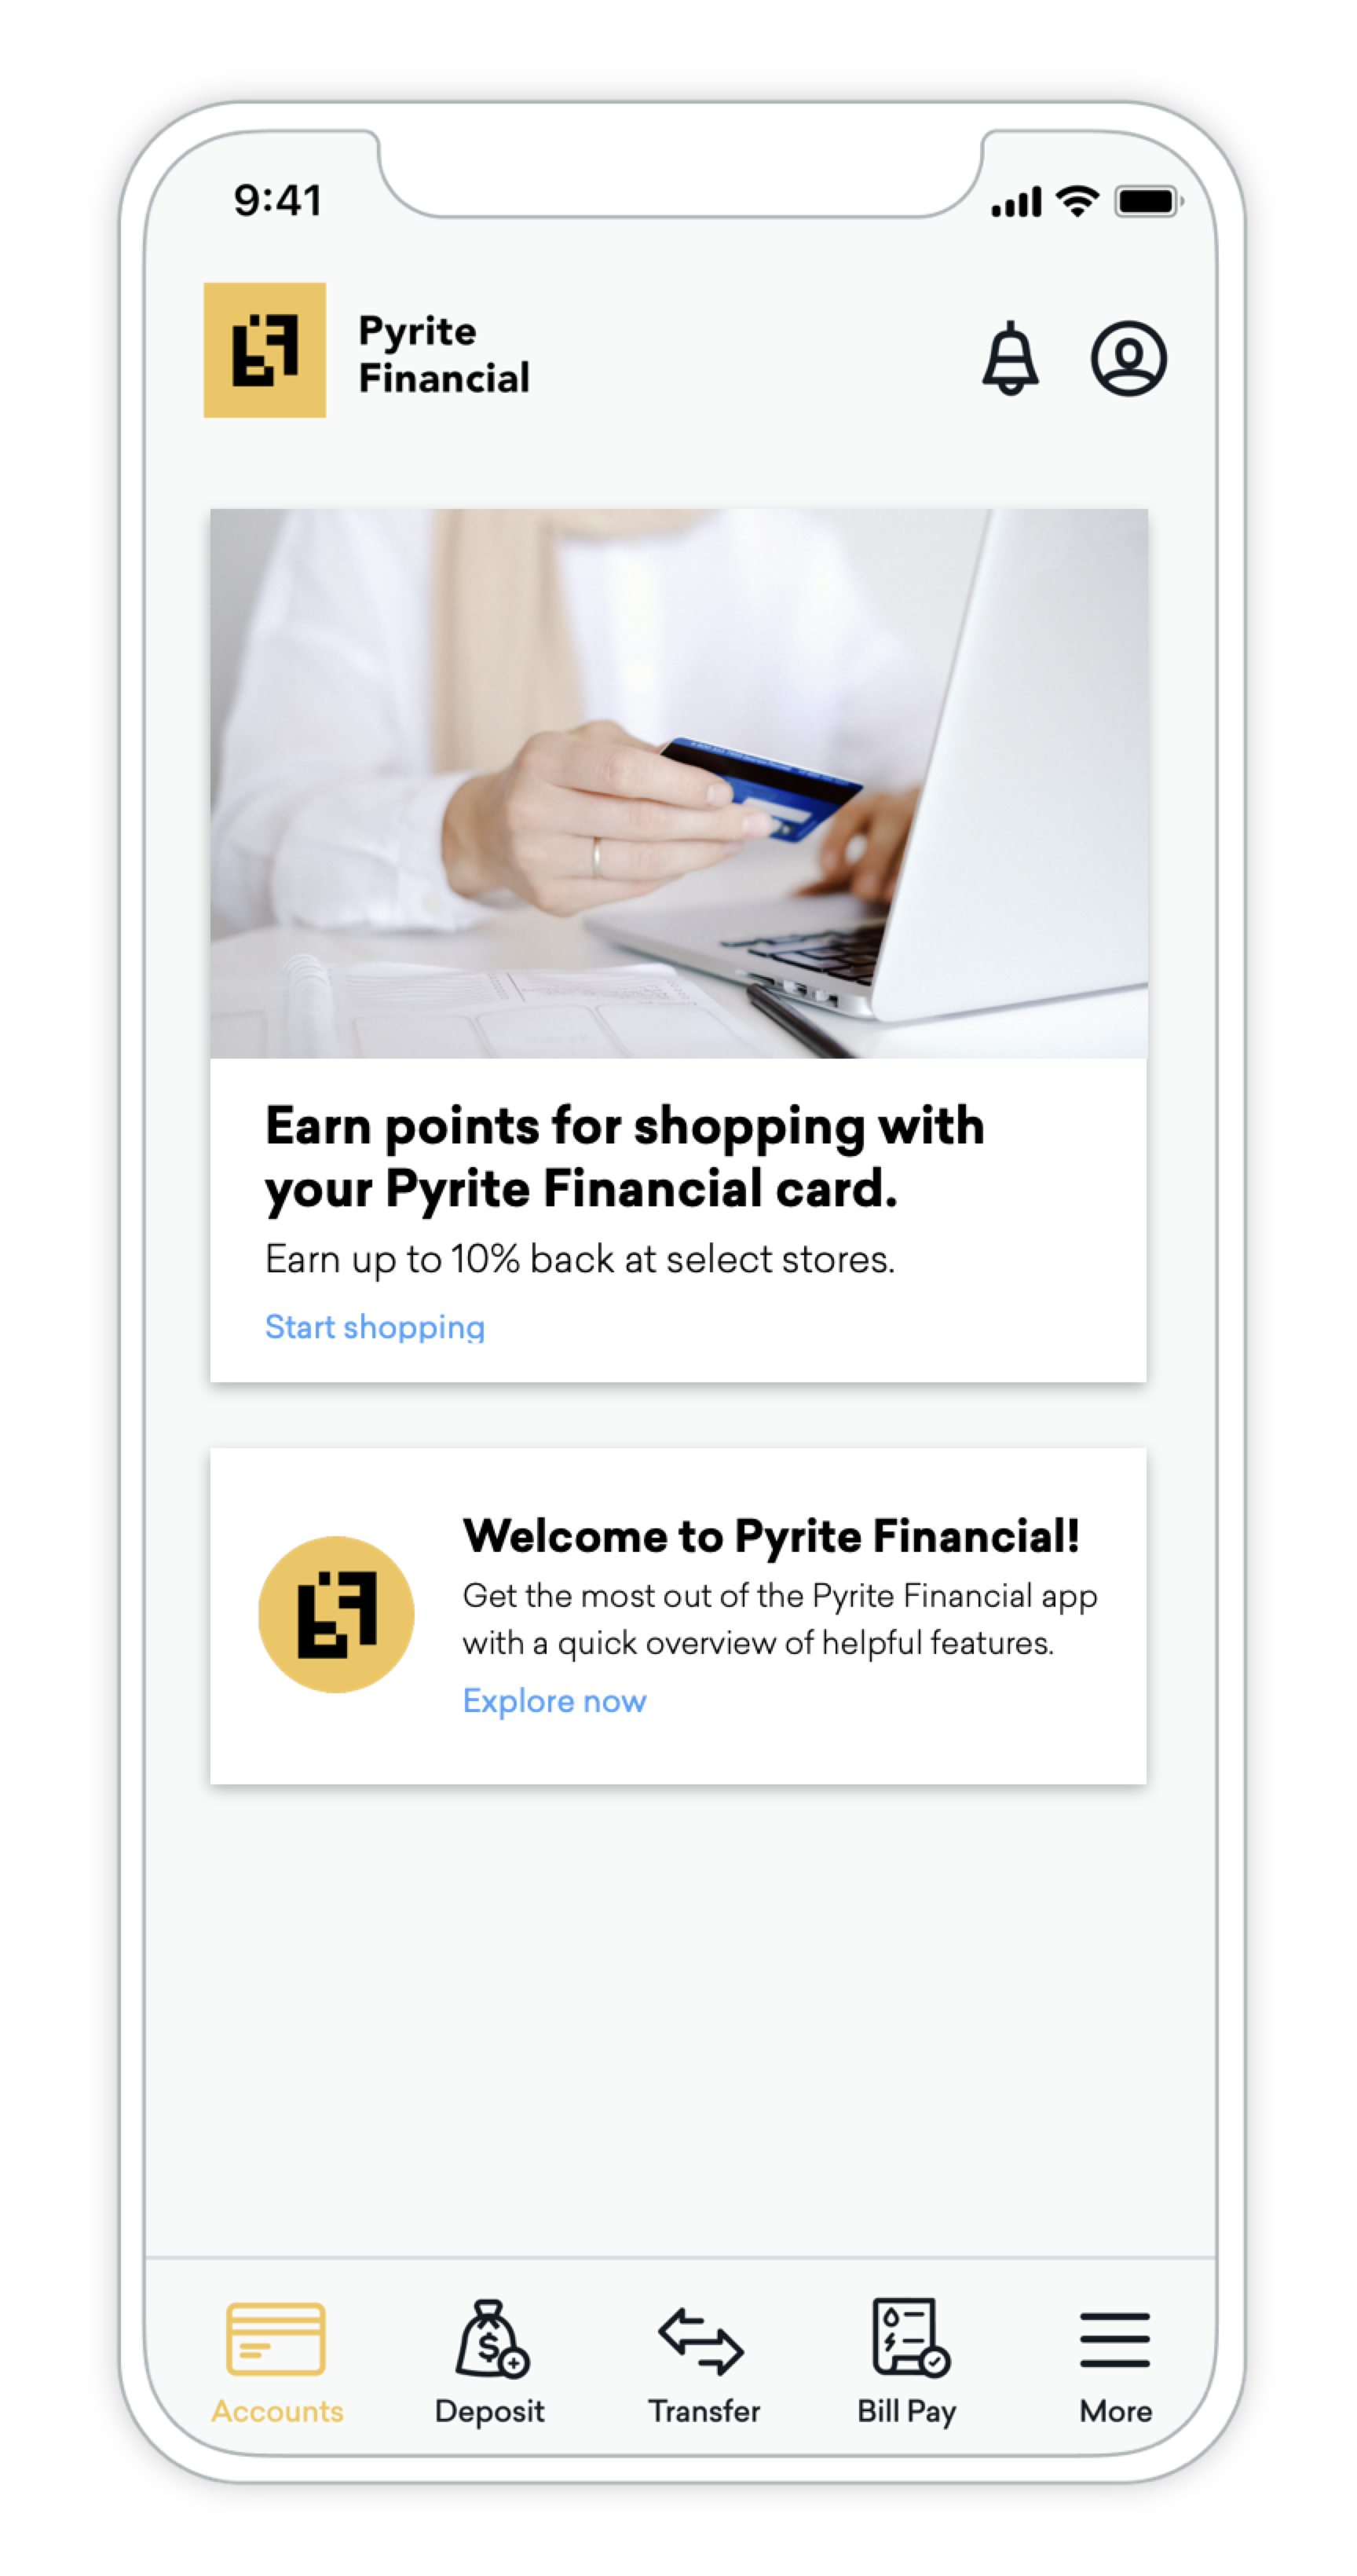 9:41
Pyrite
Financial
Earn points for shopping with
your Pyrite Financial card.
Earn up to 10% back at select stores.
Start shopping
Welcome to Pyrite Financial!
Get the most out of the Pyrite Financial app
with a quick overview of helpful features.
Explore now
Accounts
Deposit
Transfer
Bill Pay
More